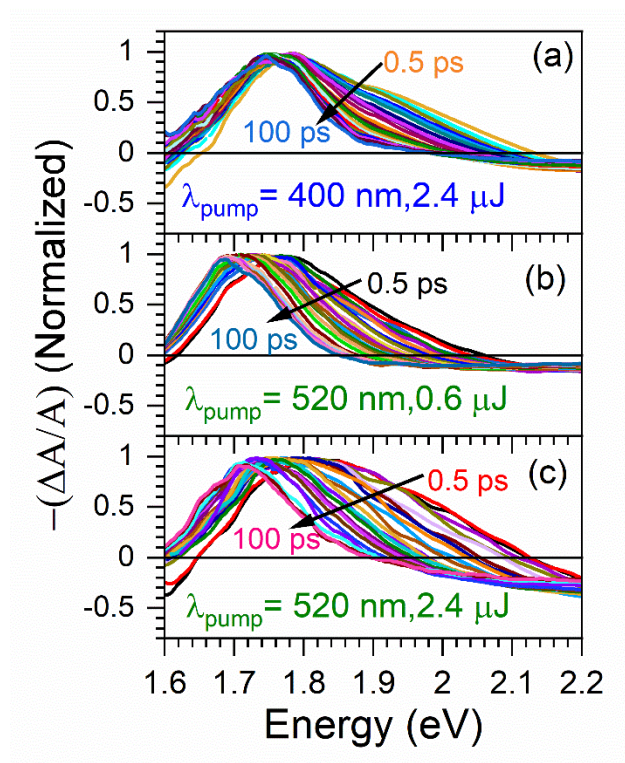 −(ΔA/A) (Normalized)
1
0.5
0
-0.5
(a)
0.5 ps
100 ps
λpump= 400 nm,2.4 μJ
1
0.5
0
-0.5
(b)
0.5 ps
100 ps
λpump= 520 nm,0.6 μJ
1
0.5
0
-0.5
(c)
0.5 ps
100 ps
λpump= 520 nm,2.4 μJ
1.6 1.7 1.8 1.9 2 2.1 2.2
Energy (eV)